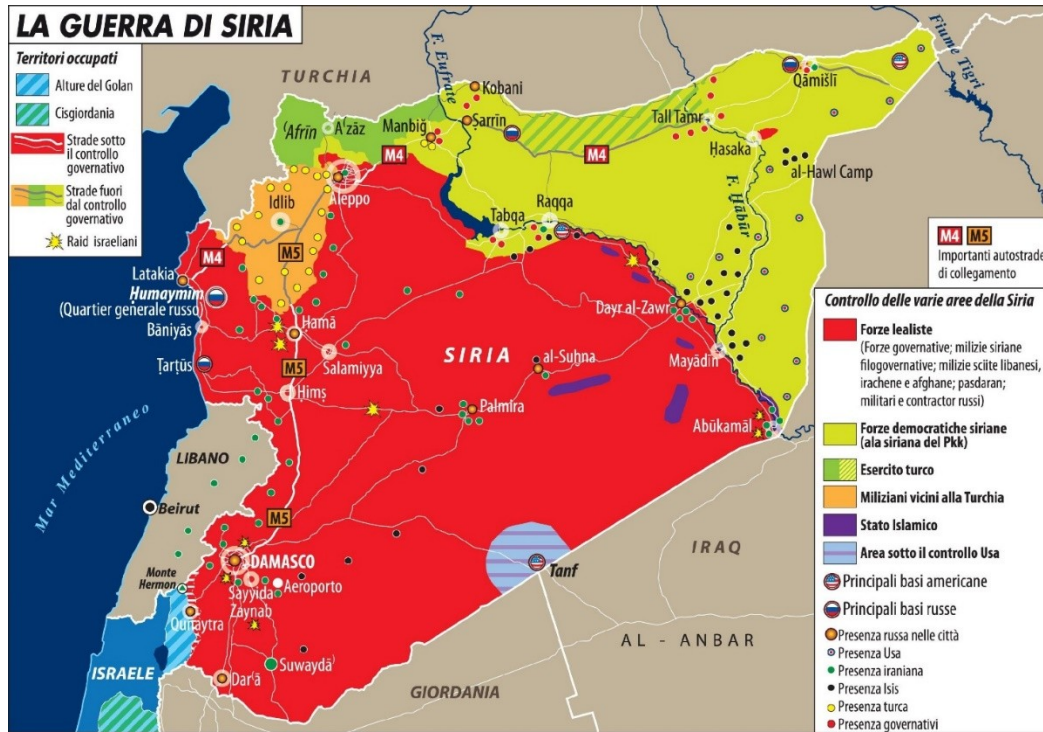 LA GUERRA DI SIRIA
Territori occupati
Alture del Golan
Cisgiordania
Strade sotto
il controllo
governativo
Strade fuori
dal controllo
governativo
Raid israeliani
TURCHIA
F. Eufrate
Fiume Tigri
Kobani
Qāmišlī
ʿAfrīn
Aʿzāz
Manbiğ
Ṣarrīn
Tall Tamr
M4
M4
Ḥasaka
al-Hawl Camp
Aleppo
Idlib
Tabqa
Raqqa
F. Ḫābūr
M4
M5
Latakia
Ḥumaymīm
(Quartier generale russo)
Bāniyās
Ḥamā
Dayr al-Zawr
Ṭarṭūs
M5
Salamiyya
SIRIA
al-Suḫna
Mayādīn
Ḥimṣ
Palmira
Abūkamāl
Mar Mediterraneo
LIBANO
Beirut
M5
IRAQ
DAMASCO
Tanf
Monte
Hermon
Sayyida
Zaynab
Aeroporto
Qunayṭra
AL - ANBAR
ISRAELE
Suwaydāʾ
Darʿā
GIORDANIA
M4 M5
Importanti autostrade
di collegamento
Controllo delle varie aree della Siria
Forze lealiste
(Forze governative; milizie siriane
filogovernative; milizie sciite libanesi,
irachene e afghane; pasdaran;
militari e contractor russi)
Forze democratiche siriane
(ala siriana del Pkk)
Esercito turco
Miliziani vicini alla Turchia
Stato Islamico
Area sotto il controllo Usa
Principali basi americane
Principali basi russe
Presenza russa nelle città
Presenza Usa
Presenza iraniana
Presenza Isis
Presenza turca
Presenza governativi